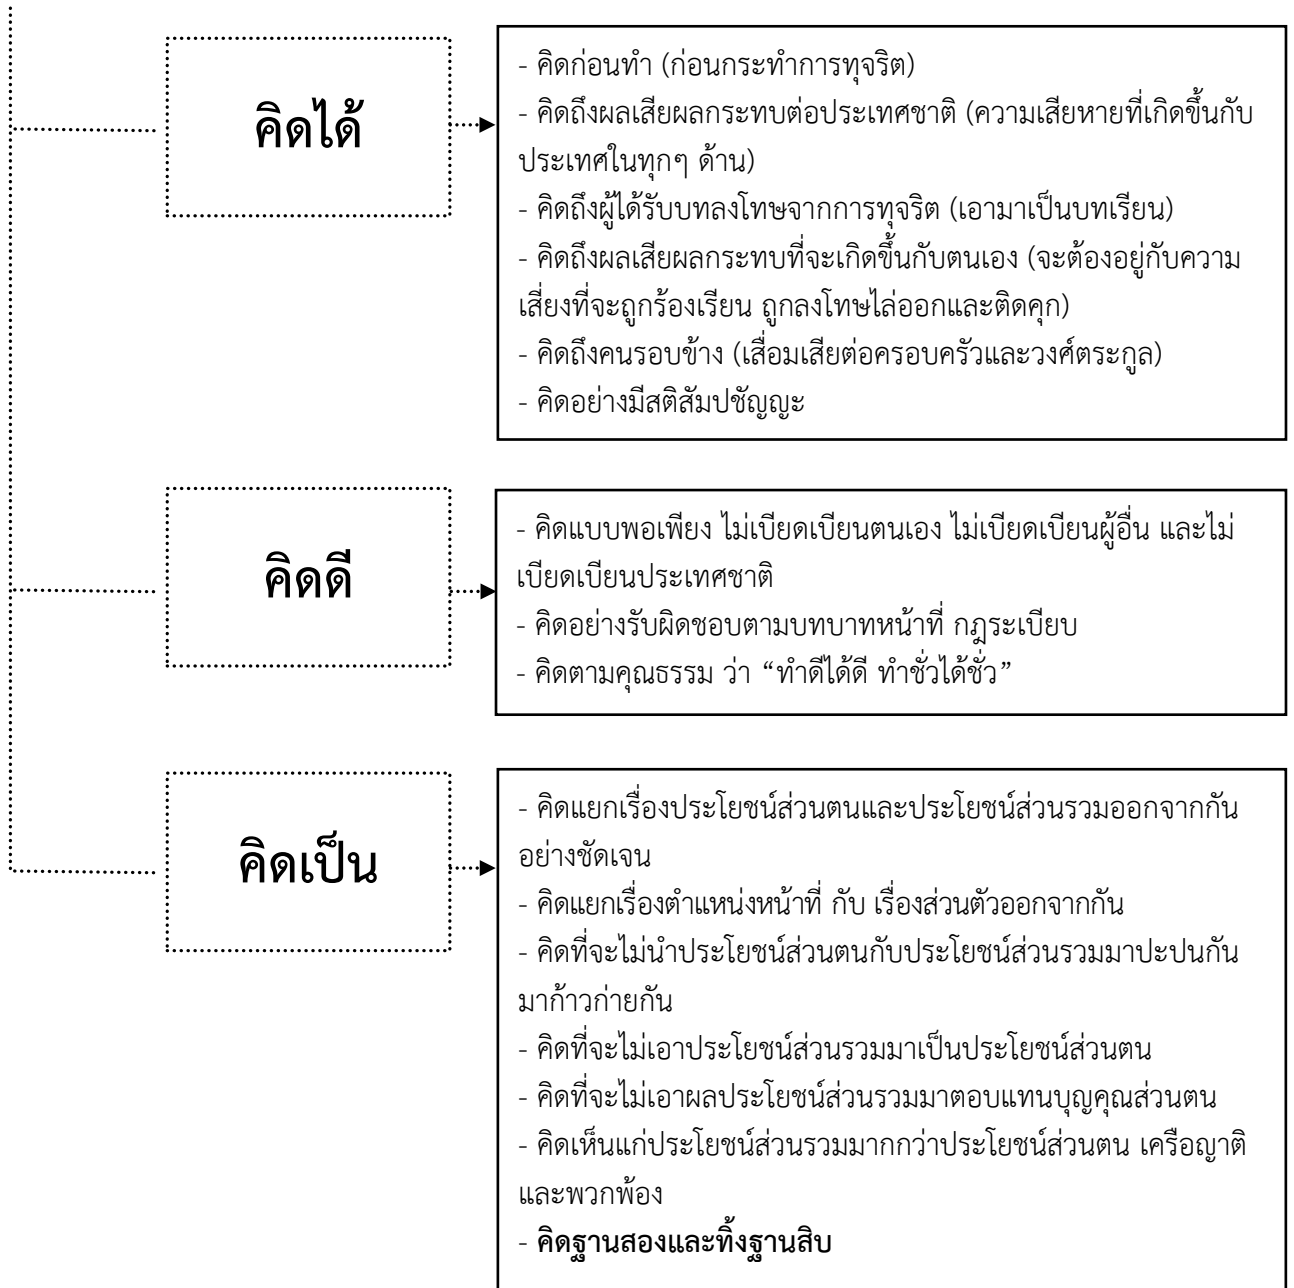 คิดได้
- คิดก่อนทำ (ก่อนกระทำการทุจริต)
- คิดถึงผลเสียผลกระทบต่อประเทศชาติ (ความเสียหายที่เกิดขึ้นกับ
ประเทศในทุกๆ ด้าน)
- คิดถึงผู้ได้รับบทลงโทษจากการทุจริต (เอามาเป็นบทเรียน)
- คิดถึงผลเสียผลกระทบที่จะเกิดขึ้นกับตนเอง (จะต้องอยู่กับความ
เสี่ยงที่จะถูกร้องเรียน ถูกลงโทษไล่ออกและติดคุก)
- คิดถึงคนรอบข้าง (เสื่อมเสียต่อครอบครัวและวงศ์ตระกูล)
- คิดอย่างมีสติสัมปชัญญะ
คิดดี
- คิดแบบพอเพียง ไม่เบียดเบียนตนเอง ไม่เบียดเบียนผู้อื่น และไม่
เบียดเบียนประเทศชาติ
- คิดอย่างรับผิดชอบตามบทบาทหน้าที่ กฎระเบียบ
- คิดตามคุณธรรม ว่า “ทำดีได้ดี ทำชั่วได้ชั่ว”
คิดเป็น
- คิดแยกเรื่องประโยชน์ส่วนตนและประโยชน์ส่วนรวมออกจากกัน
อย่างชัดเจน
- คิดแยกเรื่องตำแหน่งหน้าที่ กับ เรื่องส่วนตัวออกจากกัน
- คิดที่จะไม่นำประโยชน์ส่วนตนกับประโยชน์ส่วนรวมมาปะปนกัน
มาก้าวก่ายกัน
- คิดที่จะไม่เอาประโยชน์ส่วนรวมมาเป็นประโยชน์ส่วนตน
- คิดที่จะไม่เอาผลประโยชน์ส่วนรวมมาตอบแทนบุญคุณส่วนตน
- คิดเห็นแก่ประโยชน์ส่วนรวมมากกว่าประโยชน์ส่วนตน เครือญาติ
และพวกพ้อง
- คิดฐานสองและทิ้งฐานสิบ